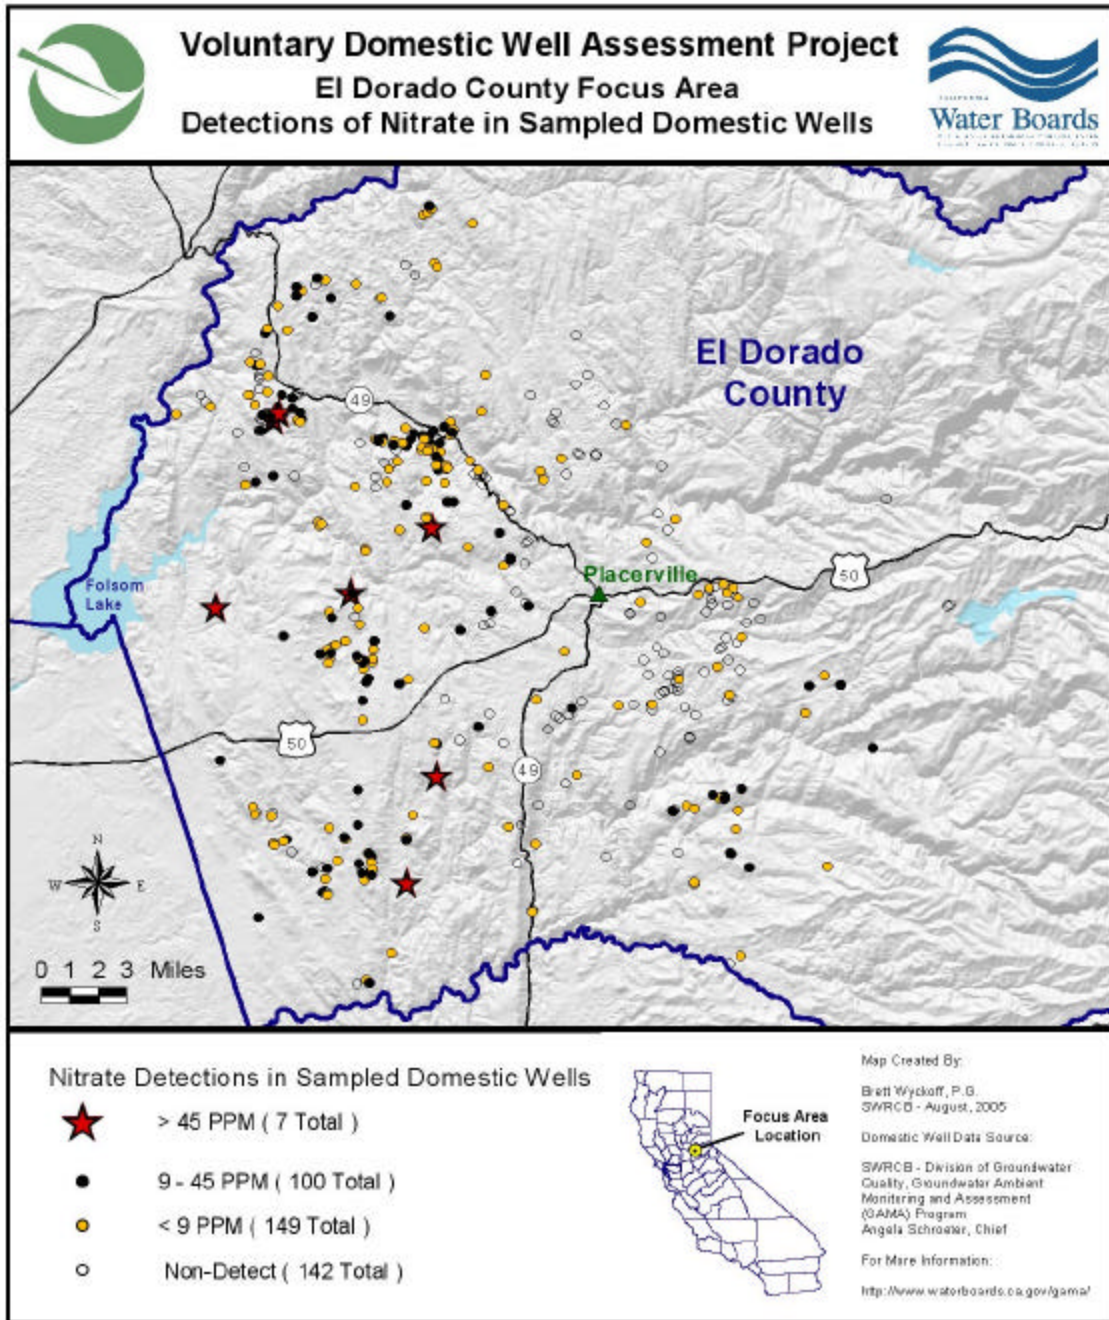 Voluntary Domestic Well Assessment Project
El Dorado County Focus Area
Detections of Nitrate in Sampled Domestic Wells
CALIFORNIA
Water Boards
El Dorado
County
49
Folsom
Lake
Placerville
50
50
49
N
W E
S
0 1 2 3 Miles
Nitrate Detections in Sampled Domestic Wells
> 45 PPM ( 7 Total )
9 - 45 PPM ( 100 Total )
< 9 PPM ( 149 Total )
Non-Detect ( 142 Total )
Focus Area
Location
Map Created By:
Brett Wyckoff, P.G.
SWRCB - August, 2005
Domestic Well Data Source:
SWRCB - Division of Groundwater
Quality, Groundwater Ambient
Monitoring and Assessment
(GAMA) Program
Angela Schroeter, Chief
For More Information:
http://www.waterboards.ca.gov/gama/